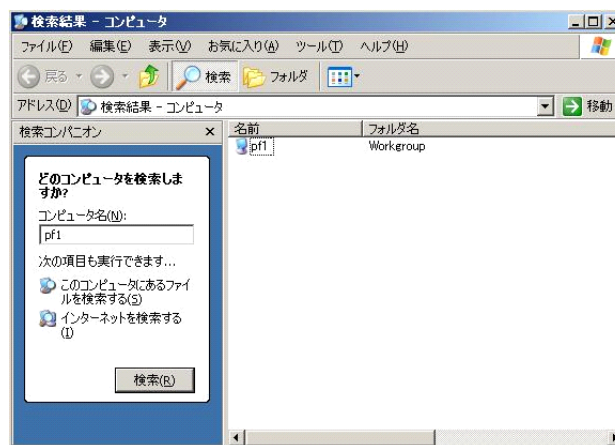 検索結果 - コンピュータ
ファイル(F) 編集(E) 表示(V) お気に入り(A) ツール(T) ヘルプ(H)
戻る 検索 フォルダ
アドレス(D) 検索結果 - コンピュータ 移動
検索コンパニオン × 名前 フォルダ名
pf1 Workgroup
どのコンピュータを検索しま
すか?
コンピュータ名(N):
pf1
次の項目も実行できます...
このコンピュータにあるファイ
ルを検索する(S)
インターネットを検索する
(I)
検索(R)